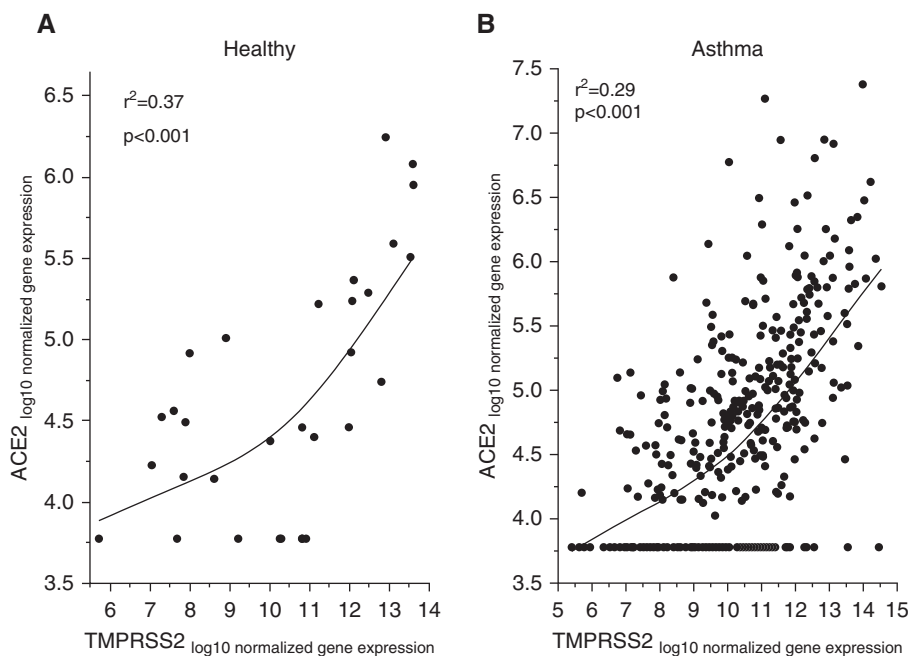 A
Healthy
r²=0.37
p<0.001
6.5
6.0
5.5
5.0
4.5
4.0
3.5
ACE2 log10 normalized gene expression
6 7 8 9 10 11 12 13 14
TMPRSS2 log10 normalized gene expression
B
Asthma
r²=0.29
p<0.001
7.5
7.0
6.5
6.0
5.5
5.0
4.5
4.0
3.5
ACE2 log10 normalized gene expression
5 6 7 8 9 10 11 12 13 14 15
TMPRSS2 log10 normalized gene expression